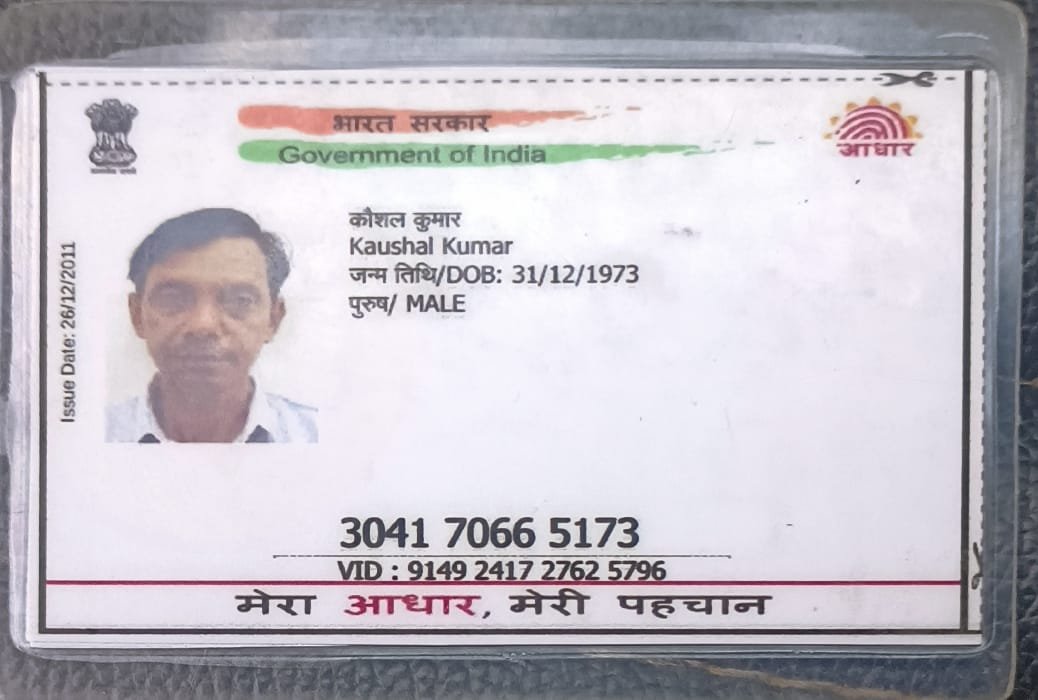 भारत सरकार
Government of India
आधार
कौशल कुमार
Kaushal Kumar
जन्म तिथि/DOB: 31/12/1973
पुरुष/ MALE
Issue Date: 26/12/2011
3041 7066 5173
VID : 9149 2417 2762 5796
मेरा आधार, मेरी पहचान